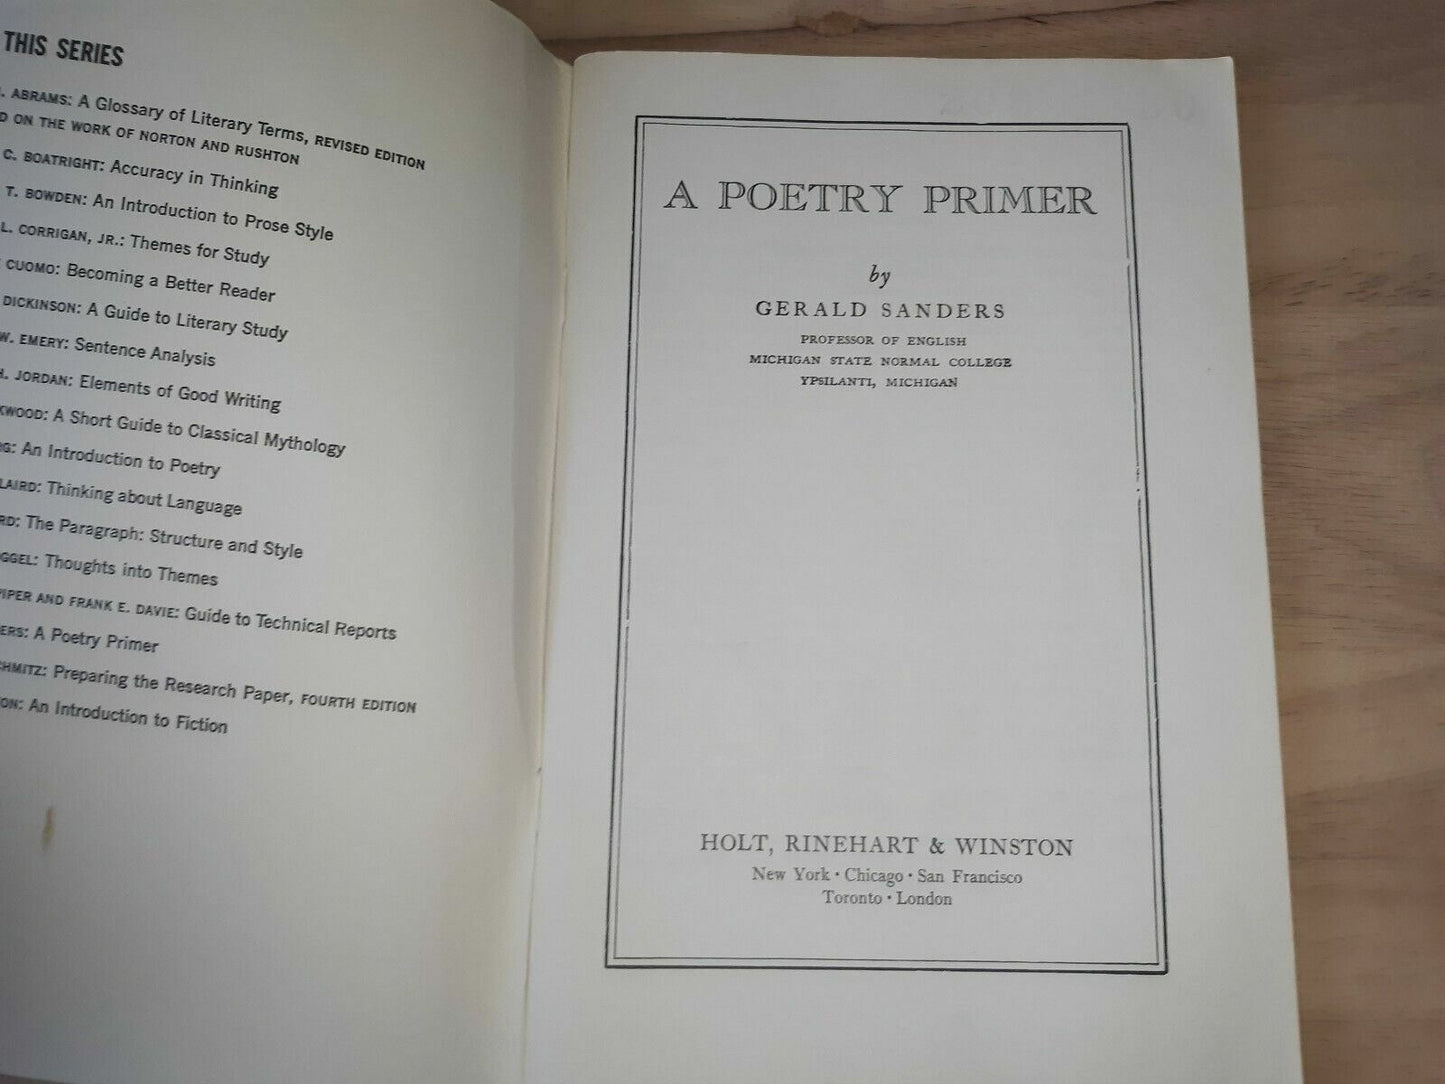 THIS SERIES
ABRAMS: A Glossary of Literary Terms, REVISED EDITION
ON THE WORK OF NORTON AND RUSHTON
C. BOATRIGHT: Accuracy in Thinking
T. BOWDEN: An Introduction to Prose Style
L. CORRIGAN, JR.: Themes for Study
CUOMO: Becoming a Better Reader
DICKINSON: A Guide to Literary Study
W. EMERY: Sentence Analysis
H. JORDAN: Elements of Good Writing
KWOOD: A Short Guide to Classical Mythology
An Introduction to Poetry
LAIRD: Thinking about Language
RD: The Paragraph: Structure and Style
GGEL: Thoughts into Themes
PIPER AND FRANK E. DAVIE: Guide to Technical Reports
ERS: A Poetry Primer
HMITZ: Preparing the Research Paper, FOURTH EDITION
ON: An Introduction to Fiction
A POETRY PRIMER
by
GERALD SANDERS
PROFESSOR OF ENGLISH
MICHIGAN STATE NORMAL COLLEGE
YPSILANTI, MICHIGAN
HOLT, RINEHART & WINSTON
New York • Chicago • San Francisco
Toronto • London